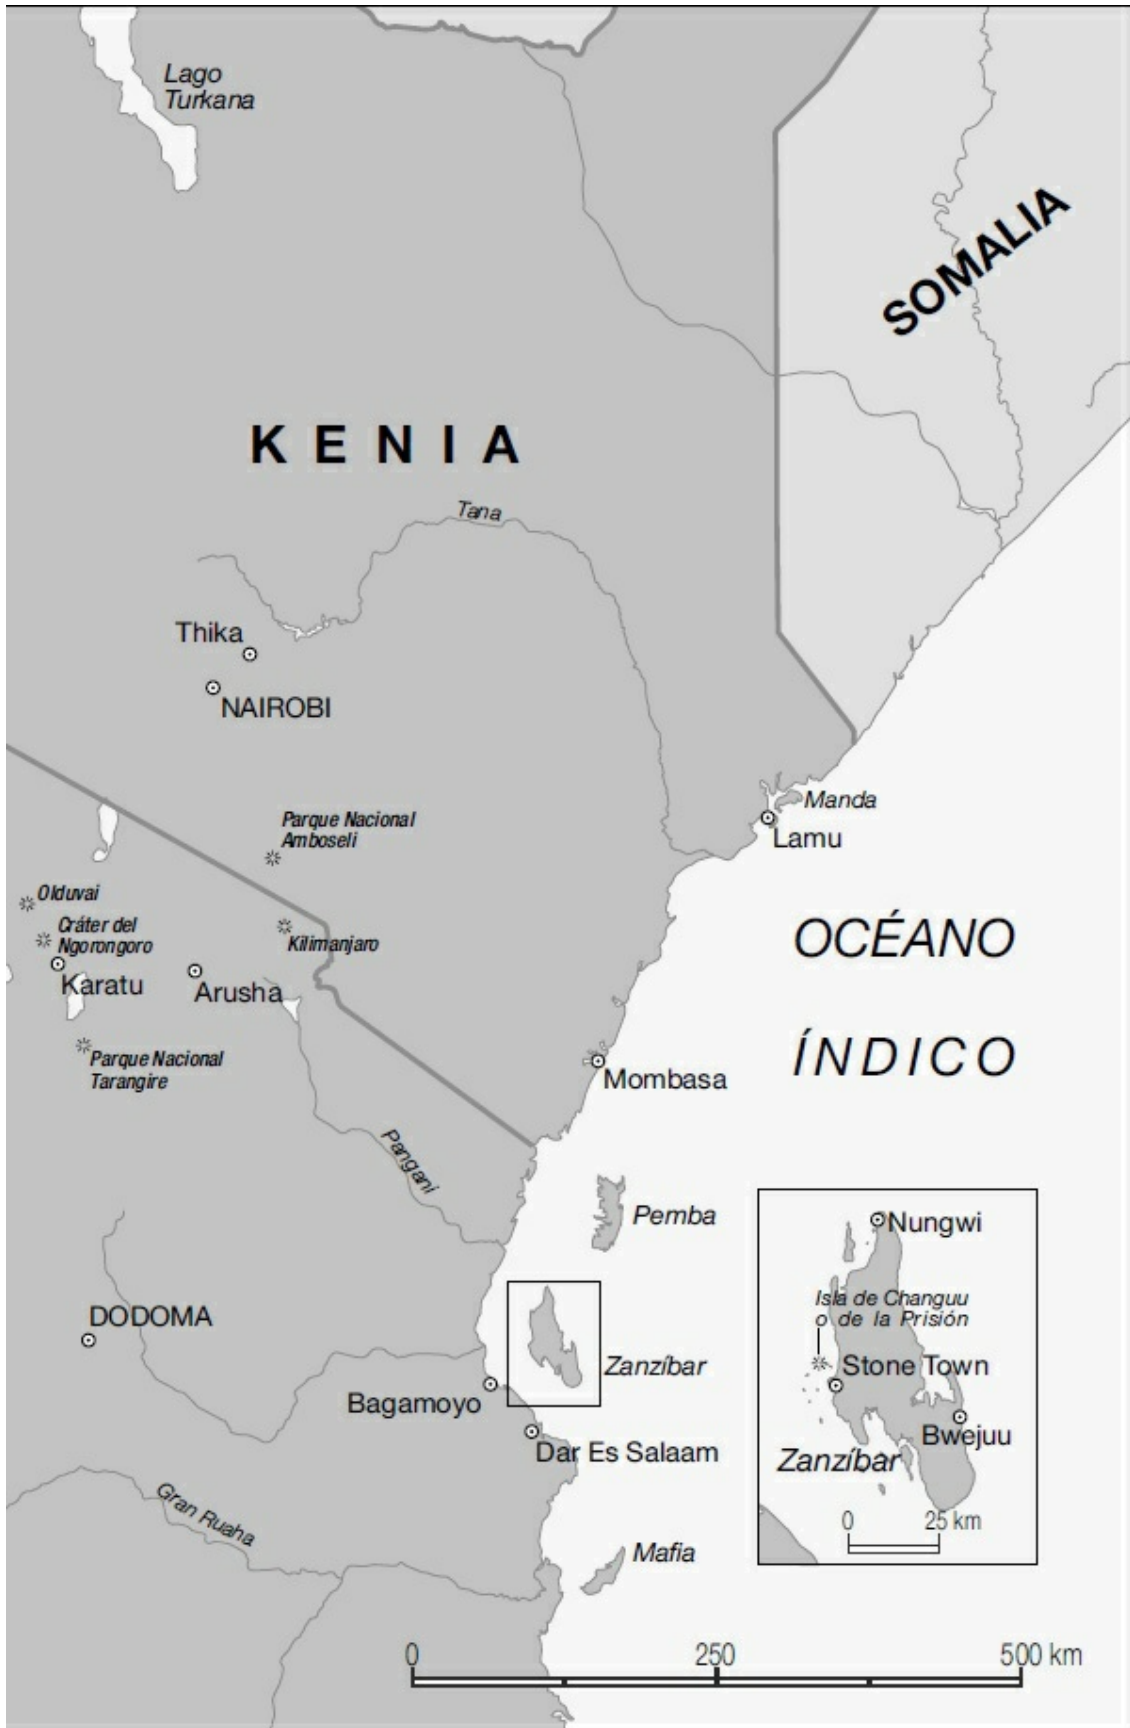 Lago
Turkana
SOMALIA
KENIA
Tana
Thika
NAIROBI
Manda
Lamu
Parque Nacional
Amboseli
Olduvai
Cráter del
Ngorongoro
Kilimanjaro
Karatu
Arusha
OCÉANO
ÍNDICO
Parque Nacional
Tarangire
Mombasa
Pangani
Pemba
Nungwi
Isla de Changuu
o de la Prisión
DODOMA
Zanzíbar
Stone Town
Bagamoyo
Bwejuu
Dar Es Salaam
Zanzíbar
Gran Ruaha
0 25 km
Mafia
0 250 500 km